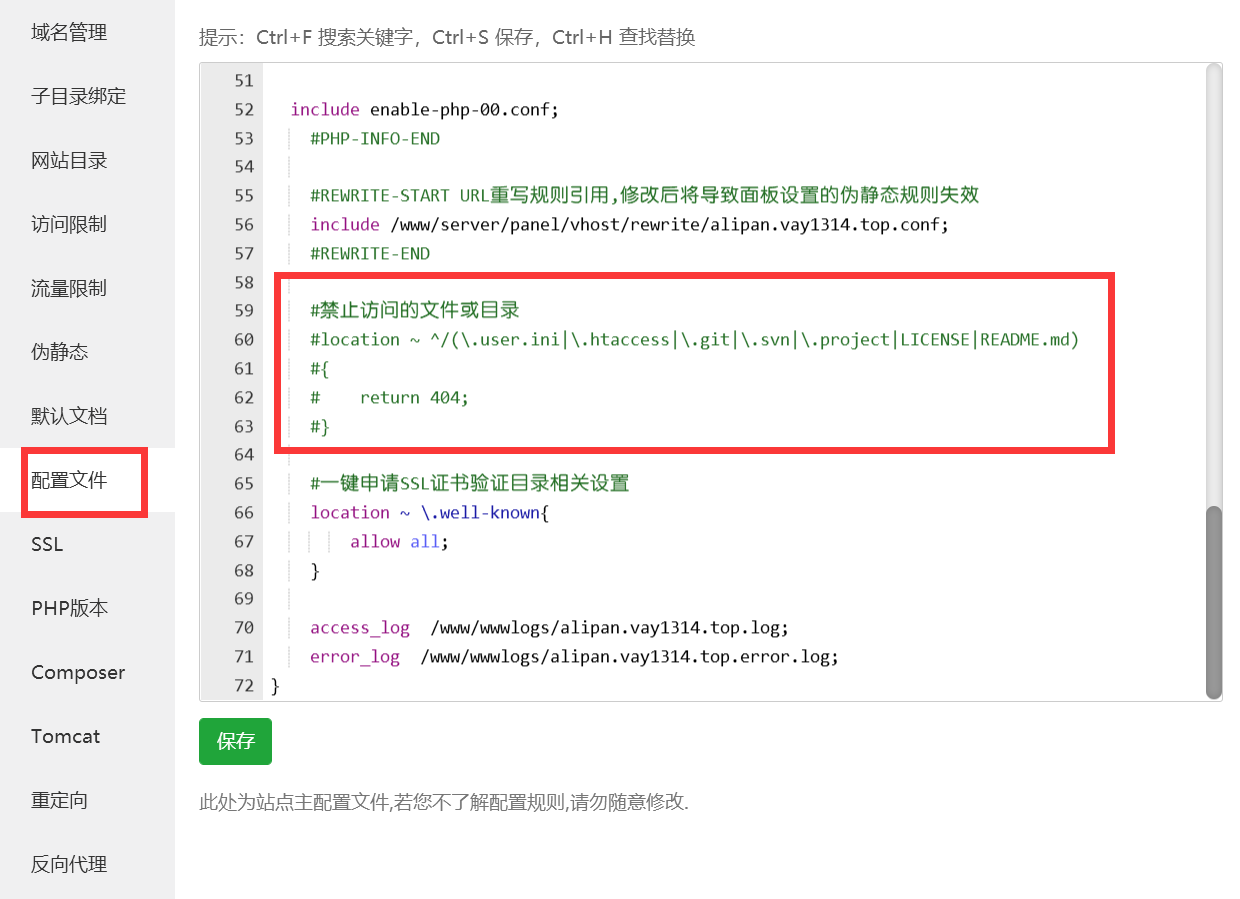 域名管理
子目录绑定
网站目录
访问限制
流量限制
伪静态
默认文档
配置文件
SSL
PHP版本
Composer
Tomcat
重定向
反向代理
提示：Ctrl+F 搜索关键字，Ctrl+S 保存，Ctrl+H 查找替换
51
52 include enable-php-00.conf;
53 #PHP-INFO-END
54
55 #REWRITE-START URL重写规则引用,修改后将导致面板设置的伪静态规则失效
56 include /www/server/panel/vhost/rewrite/alipan.vay1314.top.conf;
57 #REWRITE-END
58
59 #禁止访问的文件或目录
60 #location ~ ^/(\.user.ini|\.htaccess|\.git|\.svn|\.project|LICENSE|README.md)
61 #{
62 #    return 404;
63 #}
64
65 #一键申请SSL证书验证目录相关设置
66 location ~ \.well-known{
67     allow all;
68 }
69
70 access_log  /www/wwwlogs/alipan.vay1314.top.log;
71 error_log  /www/wwwlogs/alipan.vay1314.top.error.log;
72 }
保存
此处为站点主配置文件,若您不了解配置规则,请勿随意修改.